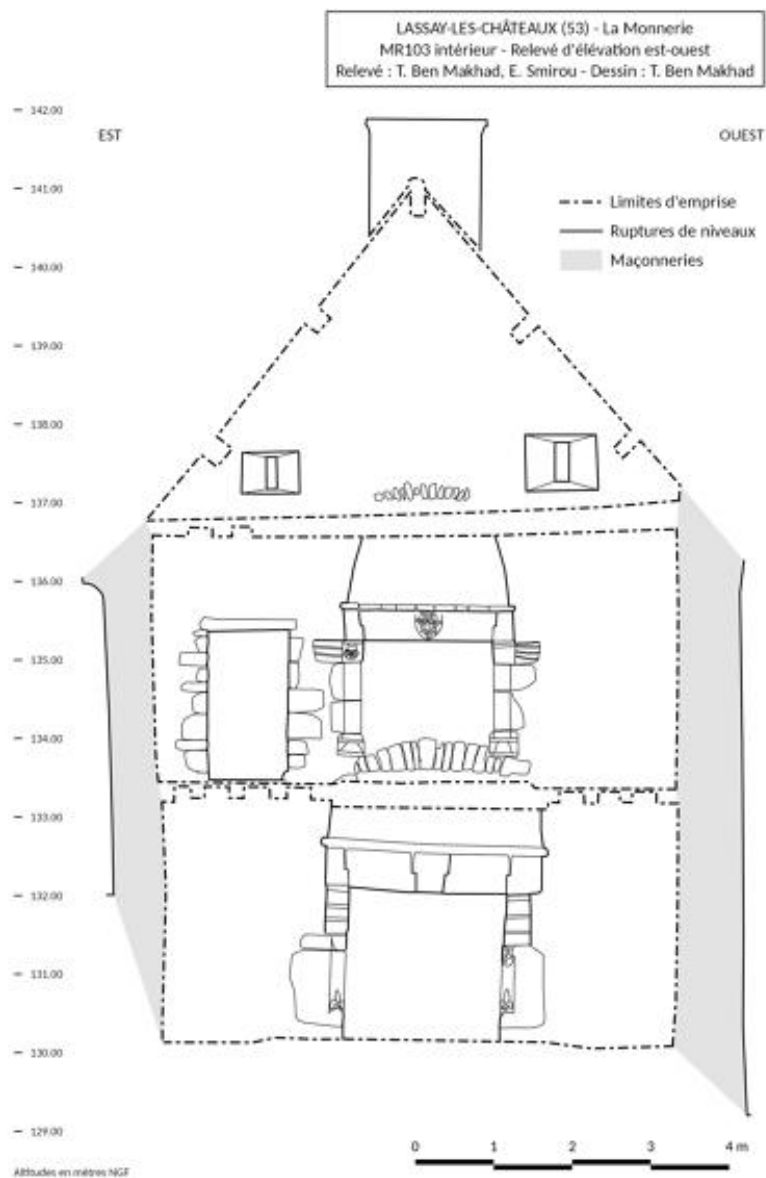 LASSAY-LES-CHÂTEAUX (53) - La Monnerie
MR103 intérieur - Relevé d'élévation est-ouest
Relevé : T. Ben Makhad, E. Smirou - Dessin : T. Ben Makhad
142.00
EST
OUEST
141.00
Limites d'emprise
Ruptures de niveaux
Maçonneries
140.00
139.00
138.00
137.00
136.00
135.00
134.00
133.00
132.00
131.00
130.00
129.00
0 1 2 3 4 m
Altitudes en mètres NGF